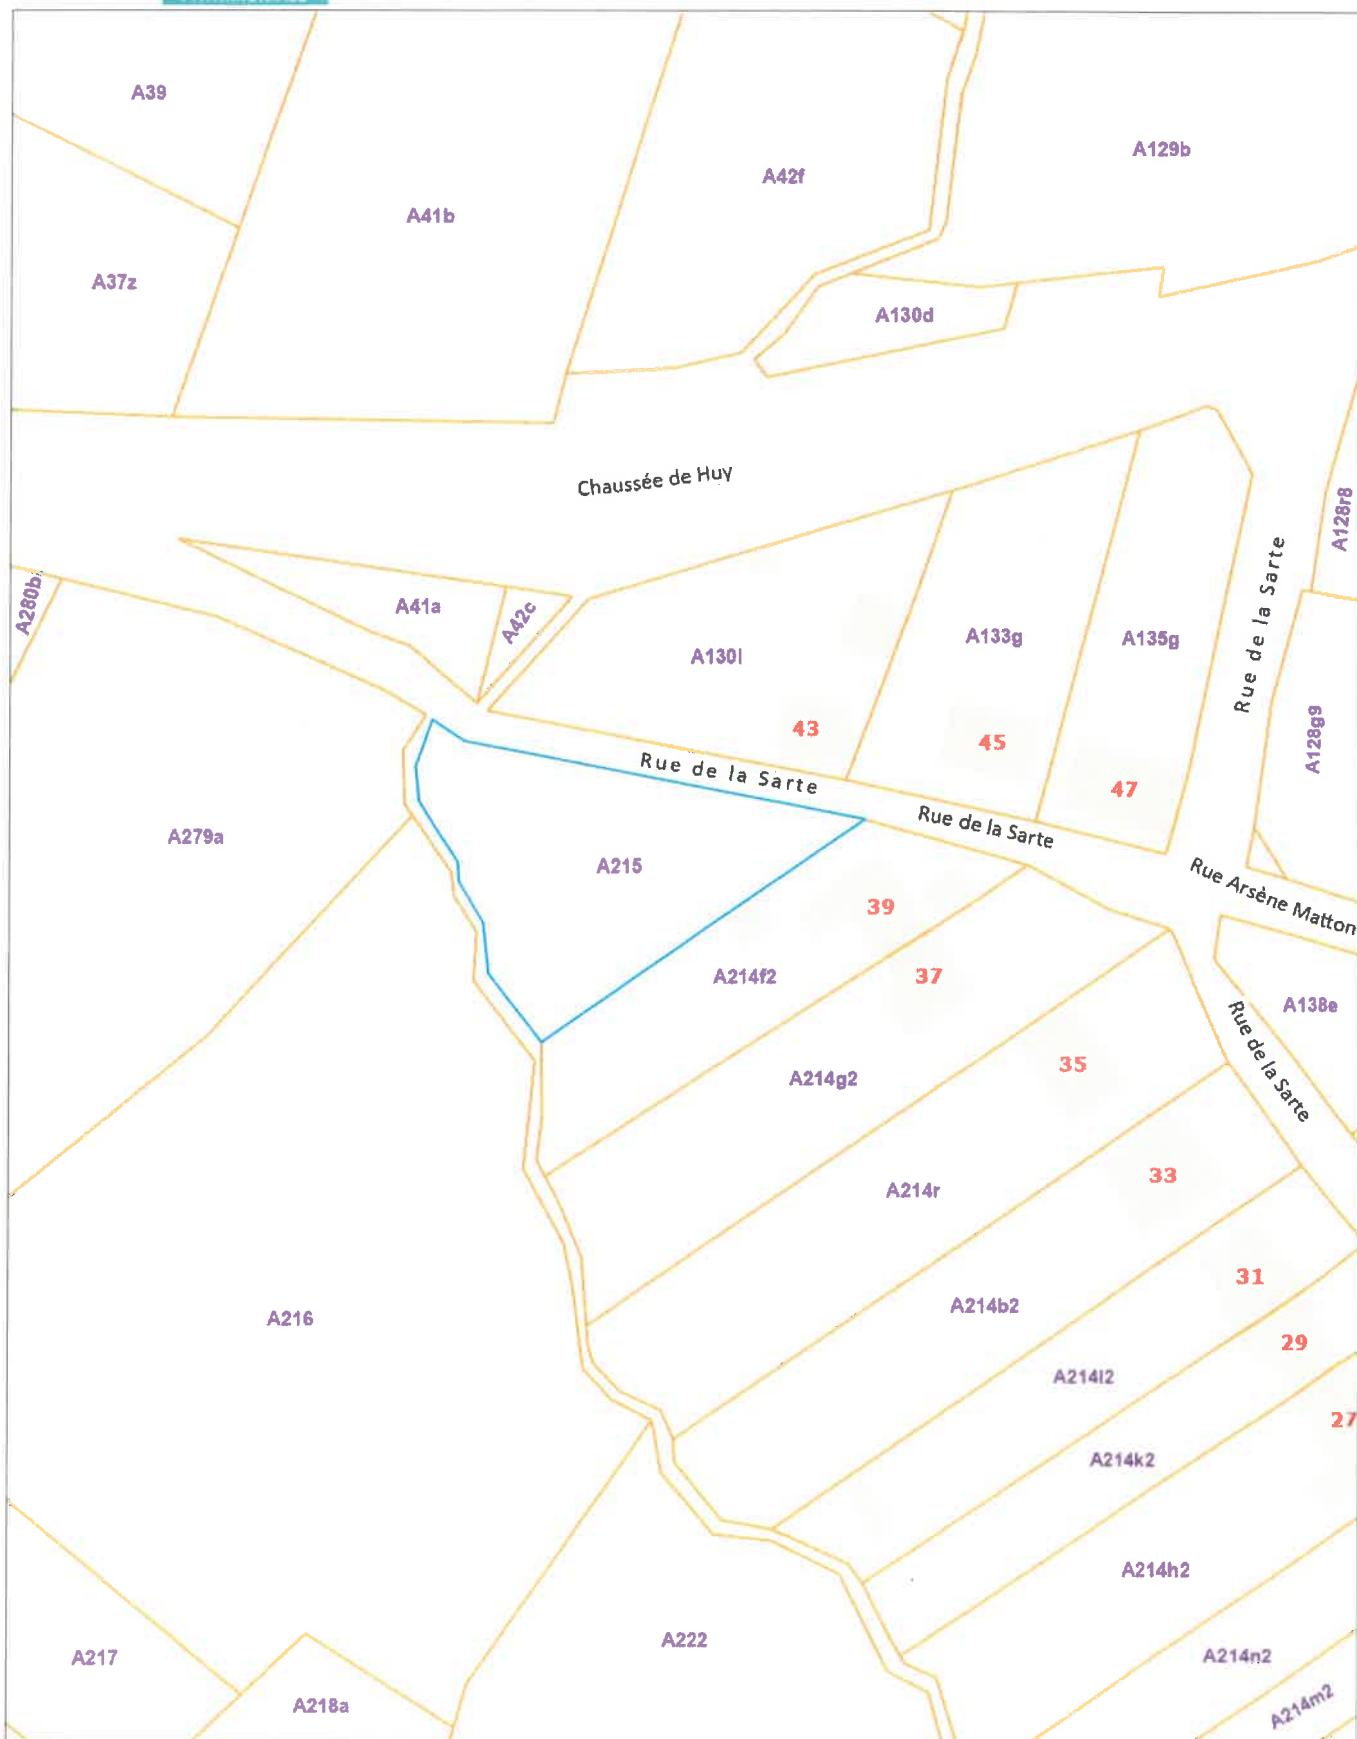 A39
A129b
A42f
A41b
A37z
A130d
Chaussée de Huy
A128r8
Rue de la Sarte
A280b
A41a
A42c
A130l
A133g
A135g
43
45
47
A128g9
Rue de la Sarte
Rue de la Sarte
A279a
A215
Rue Arsène Matton
39
A214f2
37
A138e
Rue de la Sarte
35
A214g2
33
A214r
31
A214b2
A216
29
A214l2
27
A214k2
A214h2
A222
A217
A214n2
A218a
A214m2